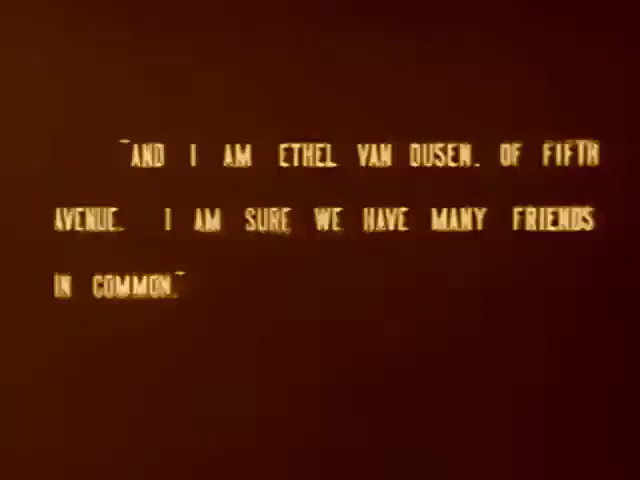 "AND I AM ETHEL VAN DUSEN, OF FIFTH
AVENUE. I AM SURE WE HAVE MANY FRIENDS
IN COMMON."